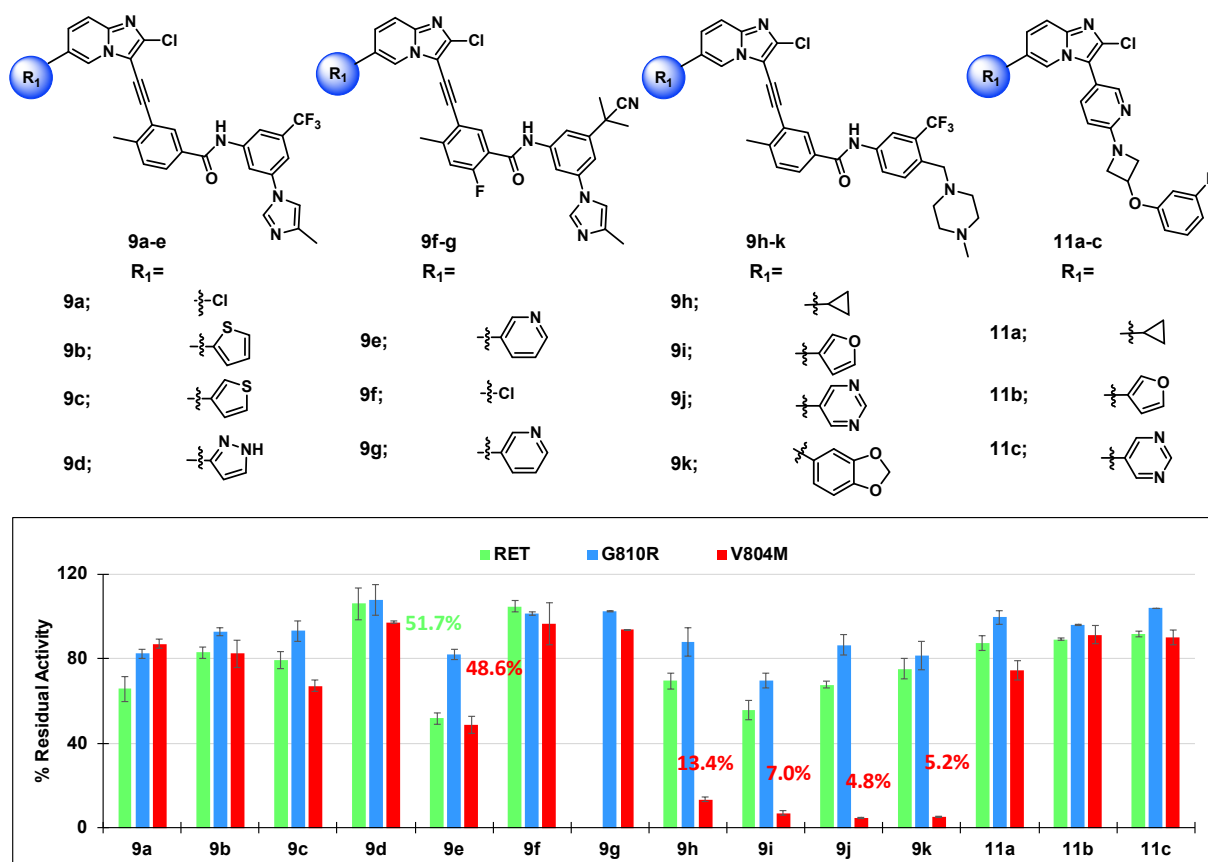 N
Cl
R1
N
CF3
H
N
O
N
N
9a-e
R1=
N
Cl
R1
N
CN
H
N
F
O
N
N
9f-g
R1=
N
Cl
R1
N
CF3
H
N
O
N
N
9h-k
R1=
N
Cl
R1
N
N
N
O
11a-c
R1=
9a; Cl
9b; S
9c; S
9d; N NH
9e; N
9f; Cl
9g; N
9h;
9i; O
9j; N N
9k; O O
11a;
11b; O
11c; N N
RET G810R V804M
% Residual Activity
120
80
40
0
51.7%
48.6%
13.4%
7.0%
4.8%
5.2%
9a 9b 9c 9d 9e 9f 9g 9h 9i 9j 9k 11a 11b 11c